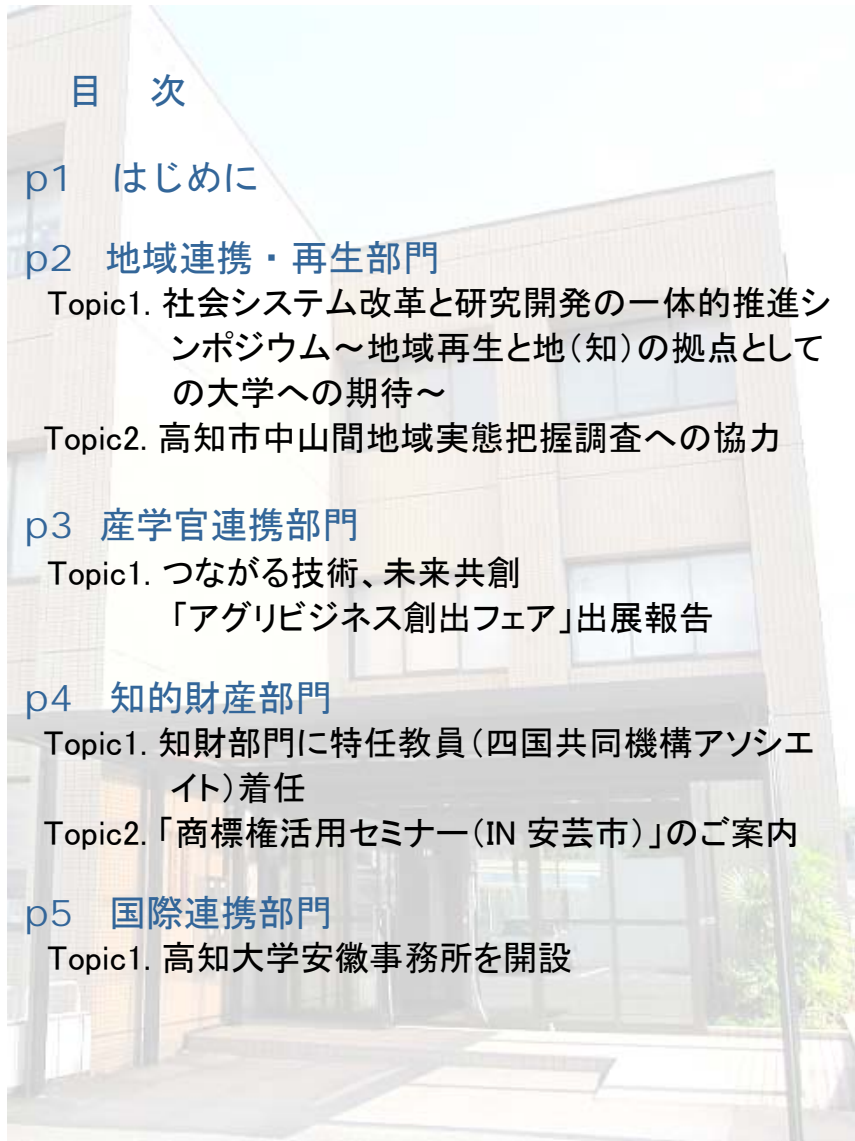 目　次
p1　はじめに
p2　地域連携・再生部門
Topic1. 社会システム改革と研究開発の一体的推進シ
ンポジウム～地域再生と地(知)の拠点として
の大学への期待～
Topic2. 高知市中山間地域実態把握調査への協力
p3　産学官連携部門
Topic1. つながる技術、未来共創
「アグリビジネス創出フェア」出展報告
p4　知的財産部門
Topic1. 知財部門に特任教員(四国共同機構アソシエ
イト)着任
Topic2.「商標権活用セミナー(IN 安芸市)」のご案内
p5　国際連携部門
Topic1. 高知大学安徽事務所を開設